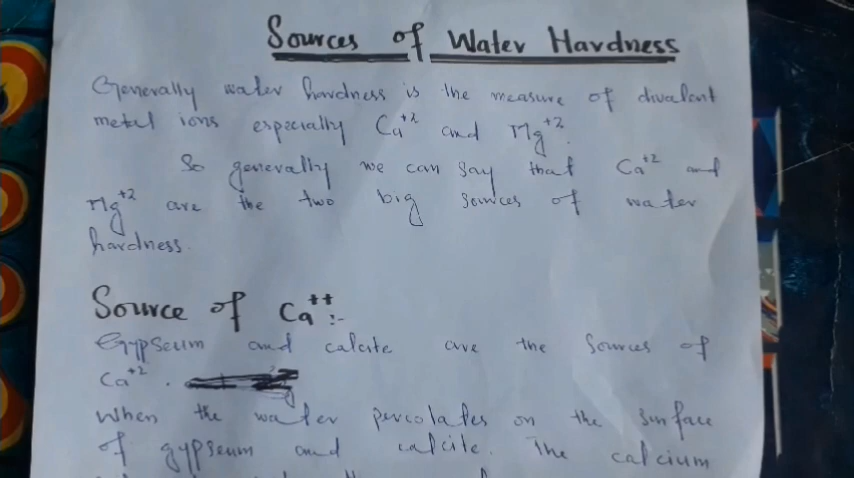 Sources of Water Hardness
Generally water hardness is the measure of divalent
metal ions especially Ca+2 and Mg+2.
So generally we can say that Ca+2 and
Mg+2 are the two big sources of water
hardness.
Source of Ca++ :-
Gypseum and calcite are the sources of
Ca+2 .
When the water percolates on the surface
of gypseum and calcite. The calcium